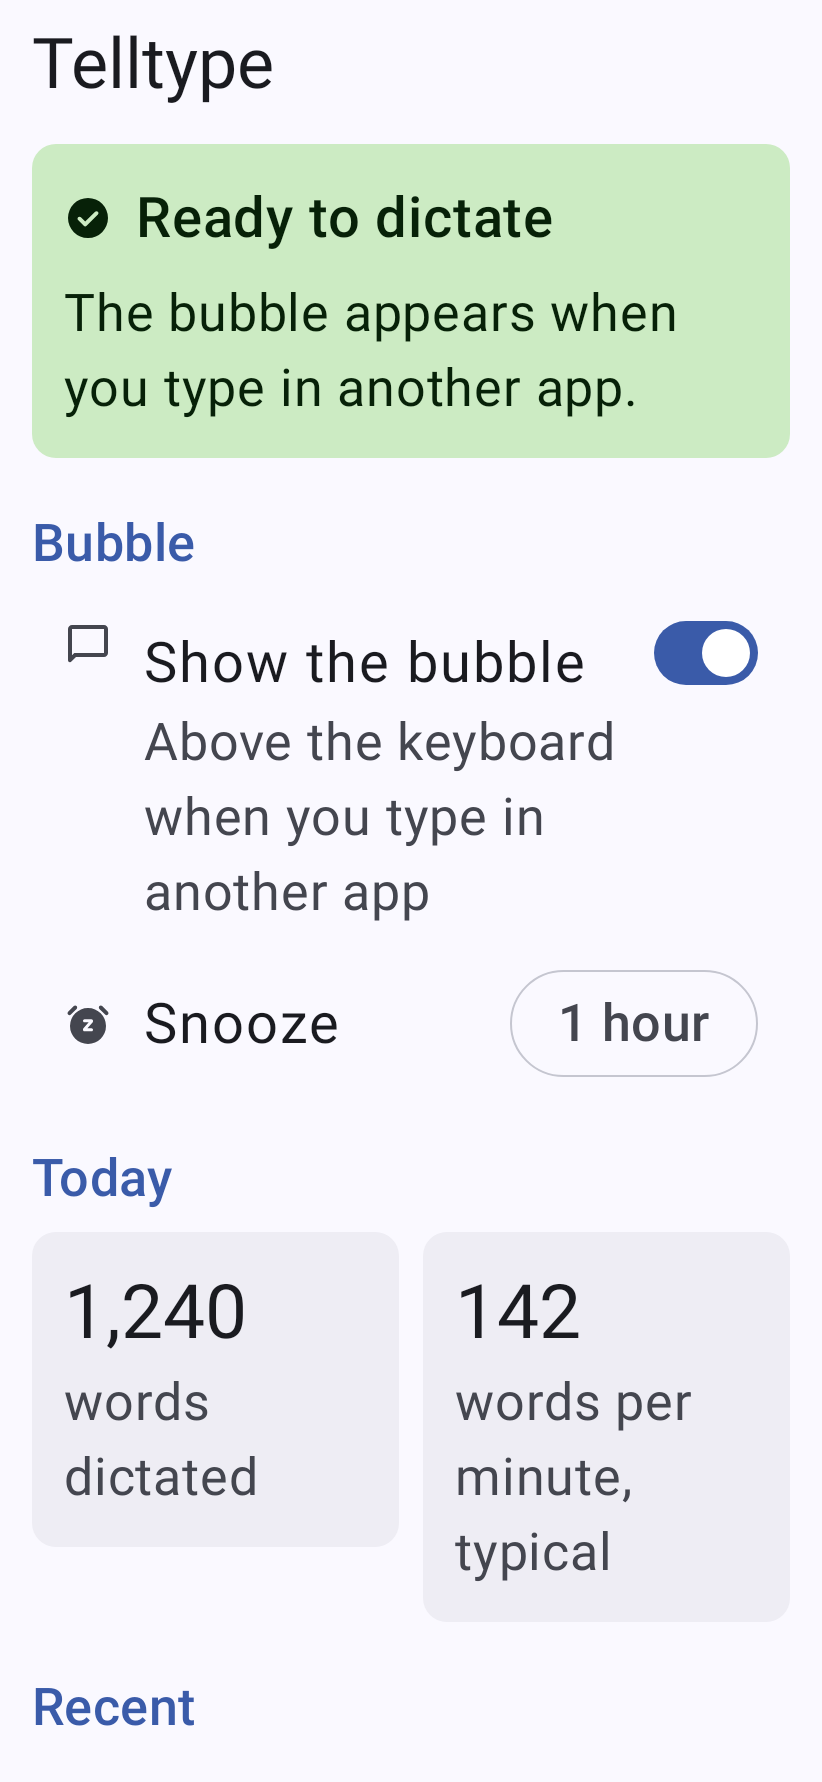 Telltype
Ready to dictate
The bubble appears when
you type in another app.
Bubble
Show the bubble
Above the keyboard
when you type in
another app
Snooze
1 hour
Today
1,240
words
dictated
142
words per
minute,
typical
Recent